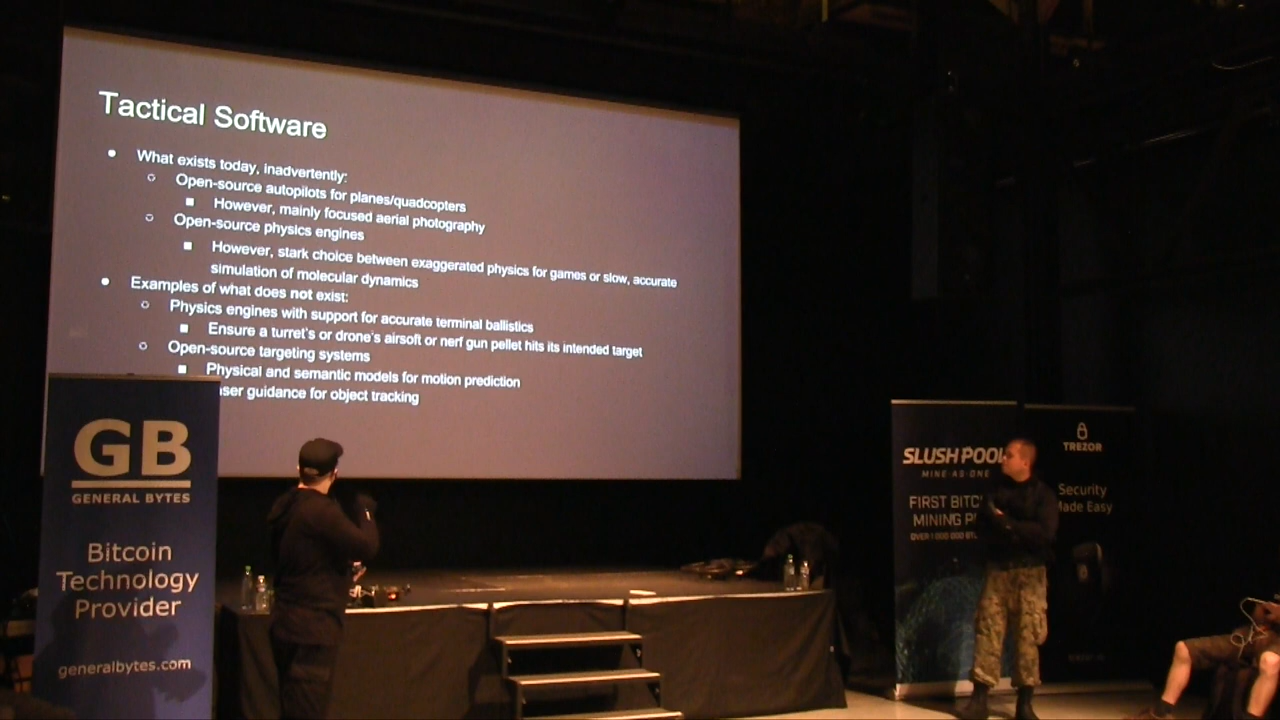 Tactical Software
● What exists today, inadvertently:
○ Open-source autopilots for planes/quadcopters
■ However, mainly focused aerial photography
○ Open-source physics engines
■ However, stark choice between exaggerated physics for games or slow, accurate
simulation of molecular dynamics
● Examples of what does not exist:
○ Physics engines with support for accurate terminal ballistics
■ Ensure a turret's or drone's airsoft or nerf gun pellet hits its intended target
○ Open-source targeting systems
■ Physical and semantic models for motion prediction
guidance for object tracking
GB
GENERAL BYTES
Bitcoin
Technology
Provider
generalbytes.com
SLUSH POOL
MINE AS ONE
FIRST
MINING
OVER 1 000 000
TREZOR
Security
Made Easy